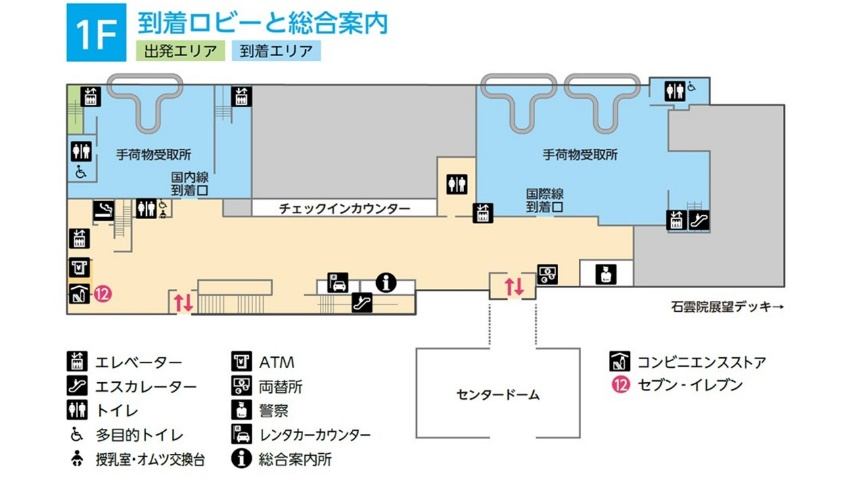 1F
到着ロビーと総合案内
出発エリア
到着エリア
手荷物受取所
手荷物受取所
国内線
到着口
国際線
到着口
チェックインカウンター
12
石雲院展望デッキ→
センタードーム
エレベーター
エスカレーター
トイレ
多目的トイレ
授乳室・オムツ交換台
ATM
両替所
警察
レンタカーカウンター
総合案内所
コンビニエンスストア
12 セブン - イレブン